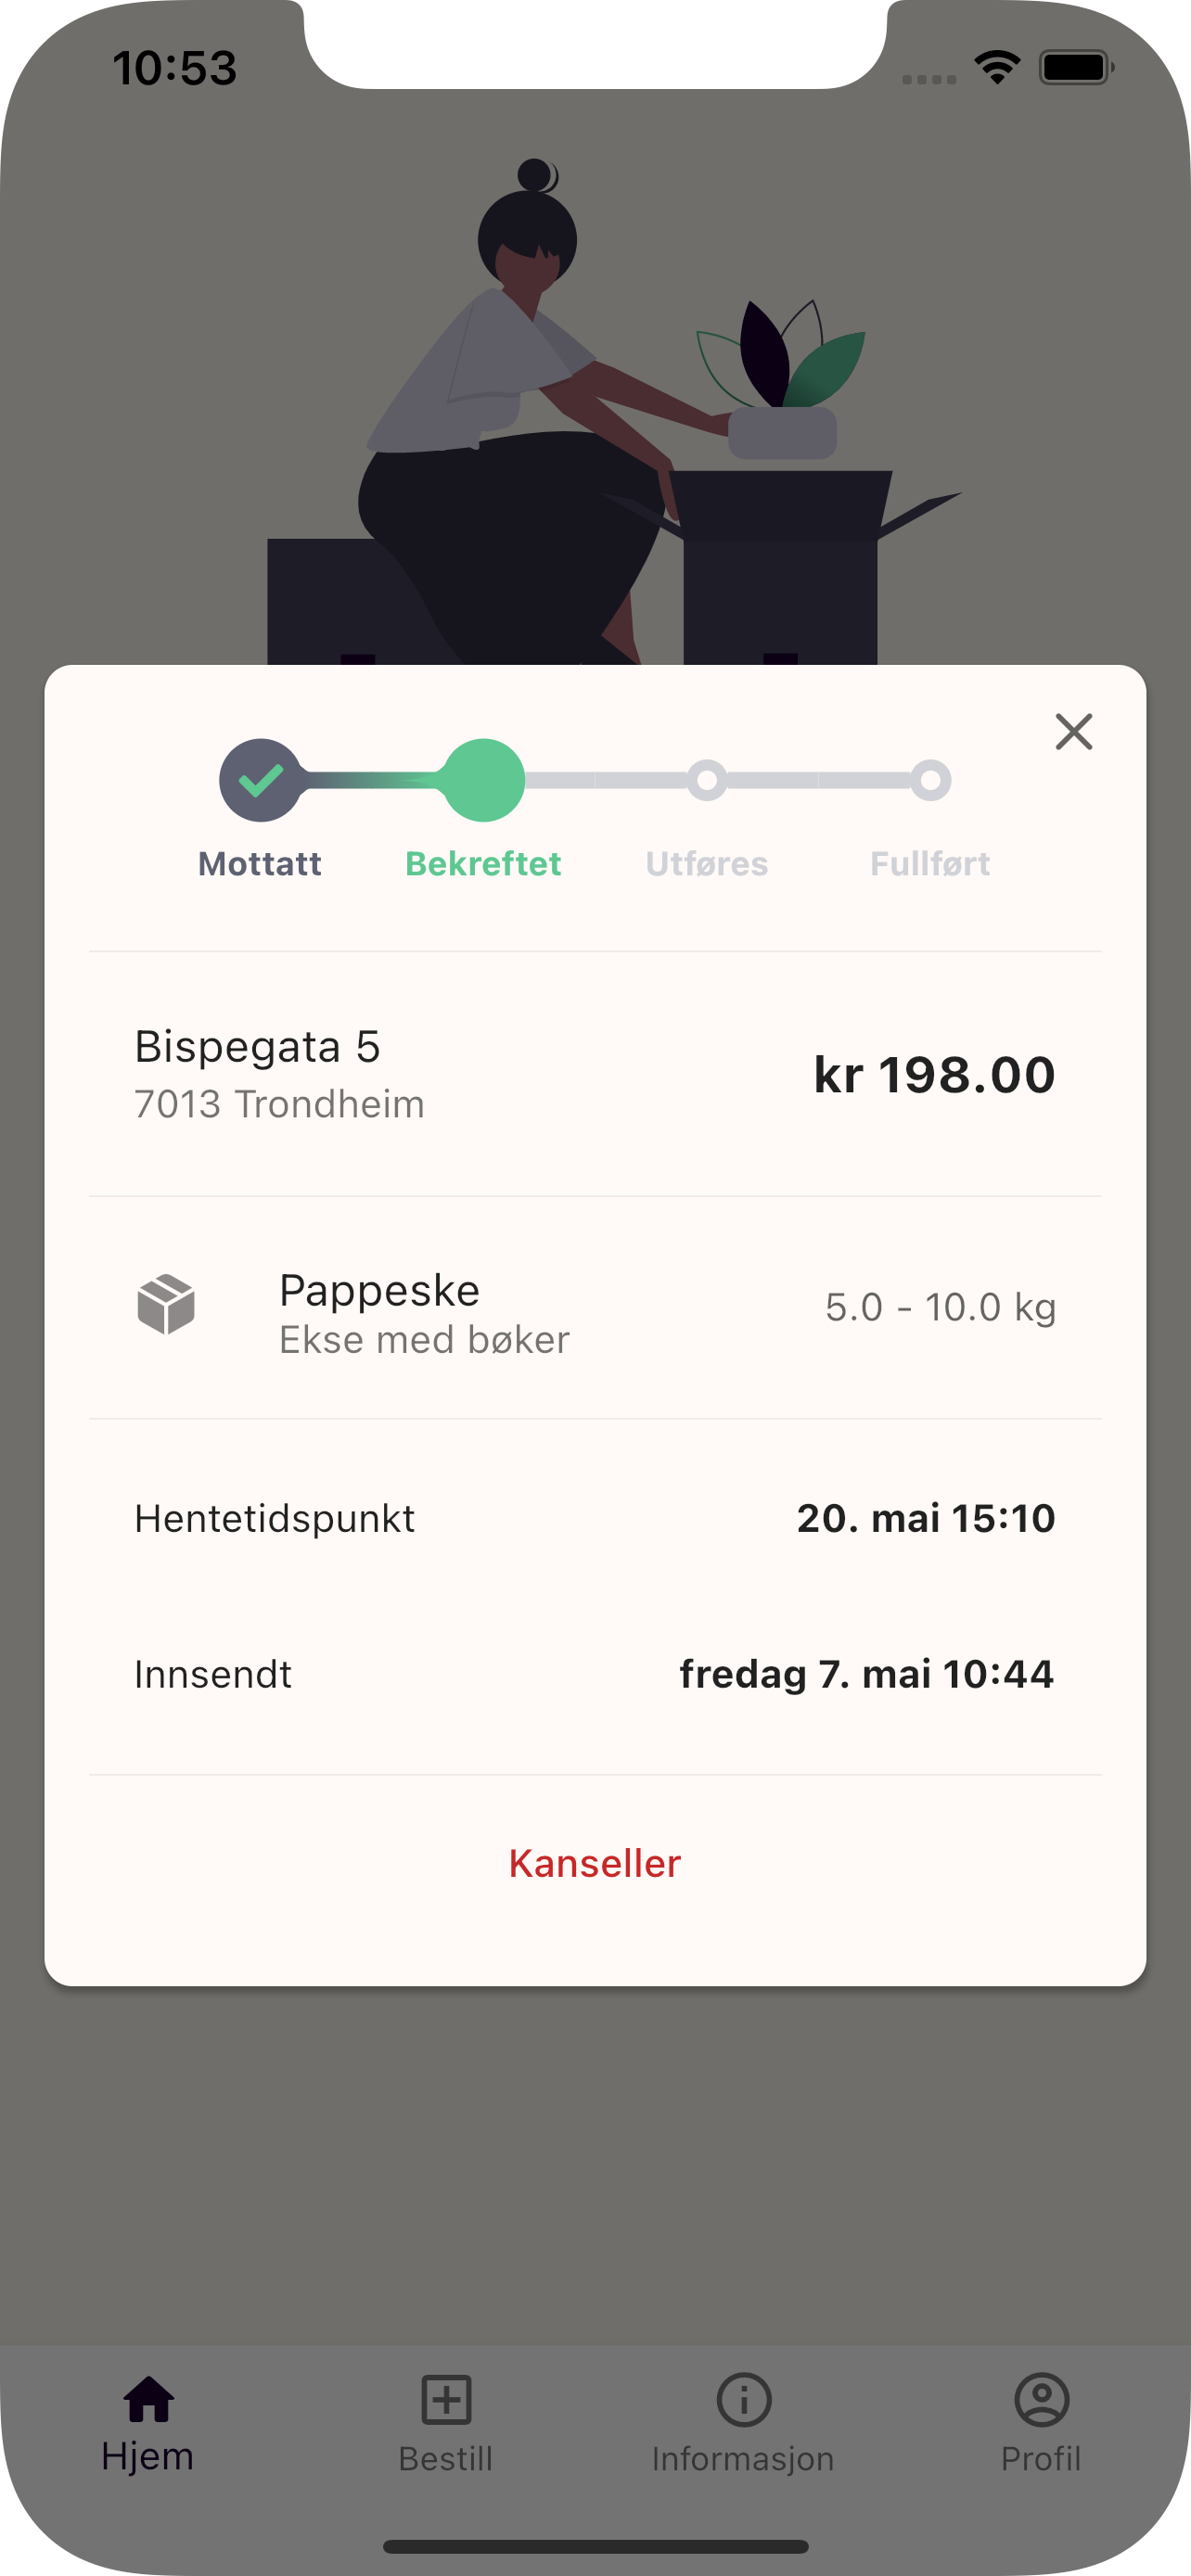 10:53
Mottatt Bekreftet Utføres Fullført
Bispegata 5
7013 Trondheim
kr 198.00
Pappeske
Ekse med bøker
5.0 - 10.0 kg
Hentetidspunkt 20. mai 15:10
Innsendt fredag 7. mai 10:44
Kanseller
Hjem Bestill Informasjon Profil